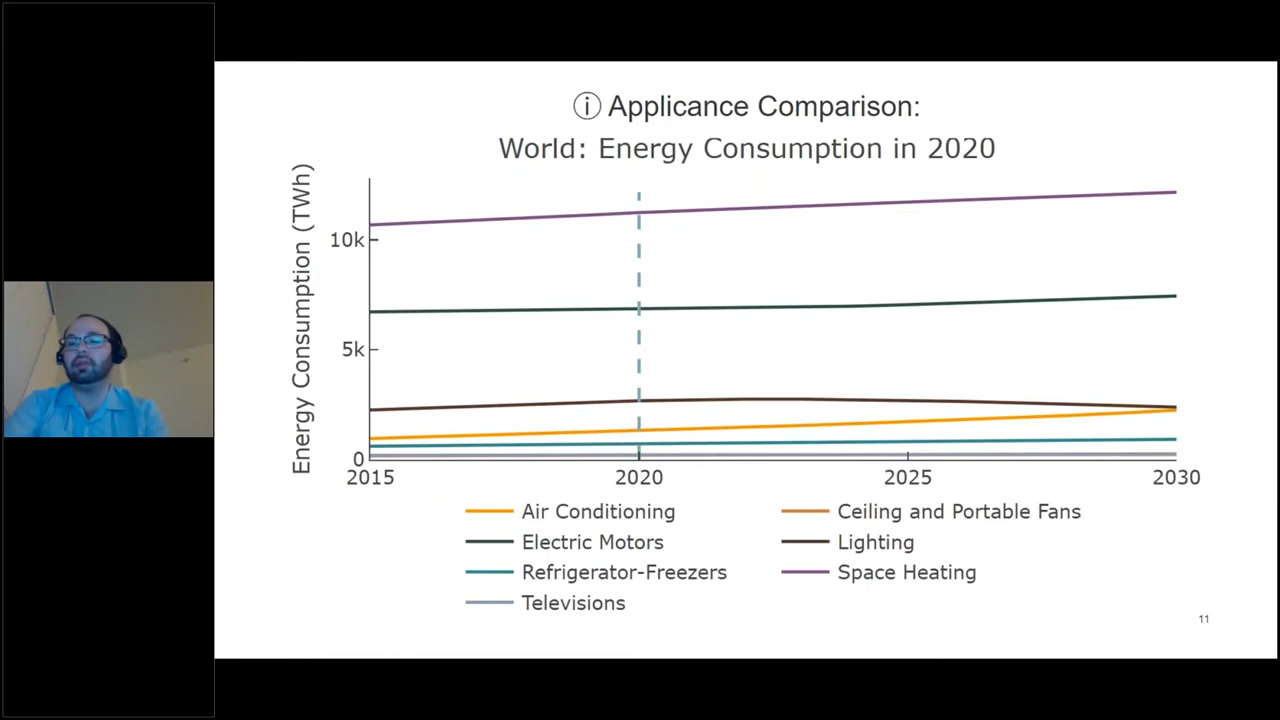 ⓘ Applicance Comparison:
World: Energy Consumption in 2020
Energy Consumption (TWh)
10k
5k
0
2015 2020 2025 2030
Air Conditioning Ceiling and Portable Fans
Electric Motors Lighting
Refrigerator-Freezers Space Heating
Televisions
11